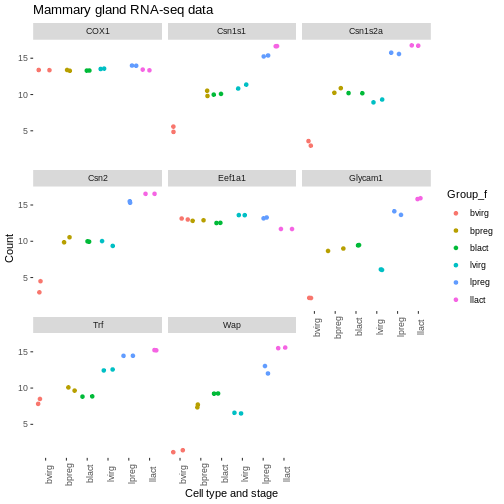 Mammary gland RNA-seq data
COX1
Csn1s1
Csn1s2a
15
10
5
Csn2
Eef1a1
Glycam1
15
10
5
Trf
Wap
15
10
5
bvirg
bpreg
blact
lvirg
lpreg
llact
bvirg
bpreg
blact
lvirg
lpreg
llact
bvirg
bpreg
blact
lvirg
lpreg
llact
Count
Cell type and stage
Group_f
bvirg
bpreg
blact
lvirg
lpreg
llact